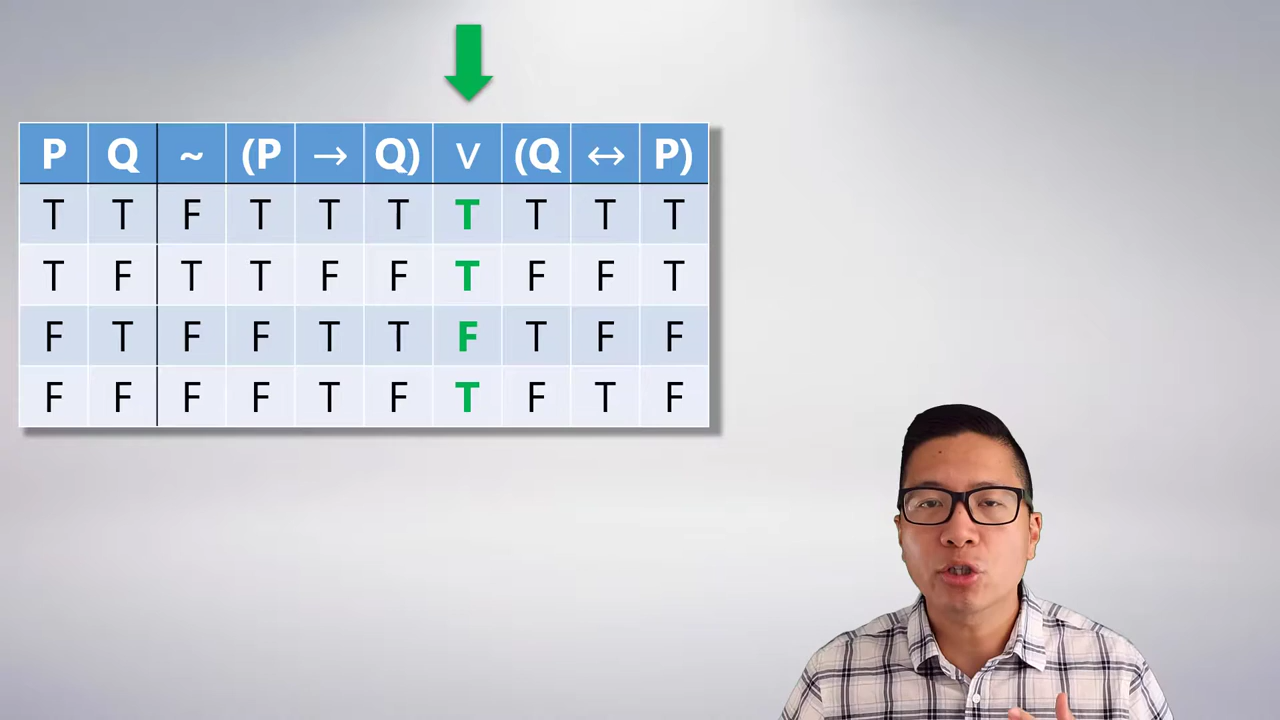 P Q ~ (P → Q) ∨ (Q ↔ P)
T T F T T T T T T T
T F T T F F T F F T
F T F F T T F T F F
F F F F T F T F T F